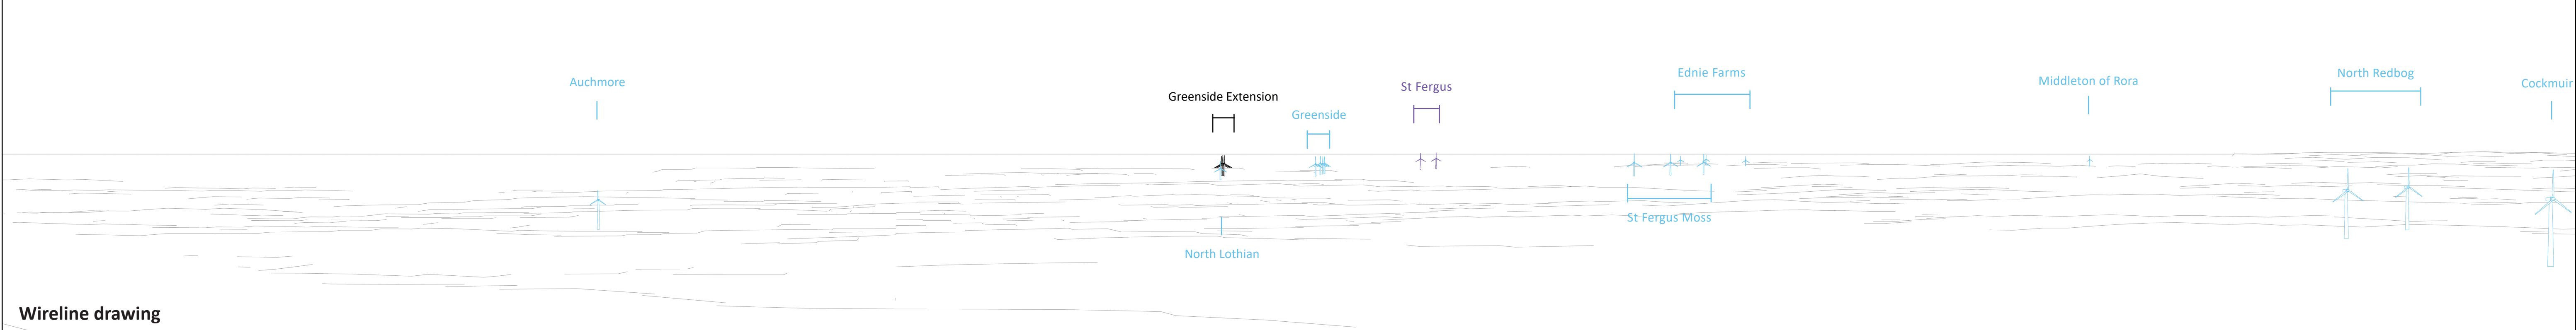 Auchmore
Greenside Extension
Greenside
St Fergus
Ednie Farms
Middleton of Rora
North Redbog
Cockmuir
St Fergus Moss
North Lothian
Wireline drawing